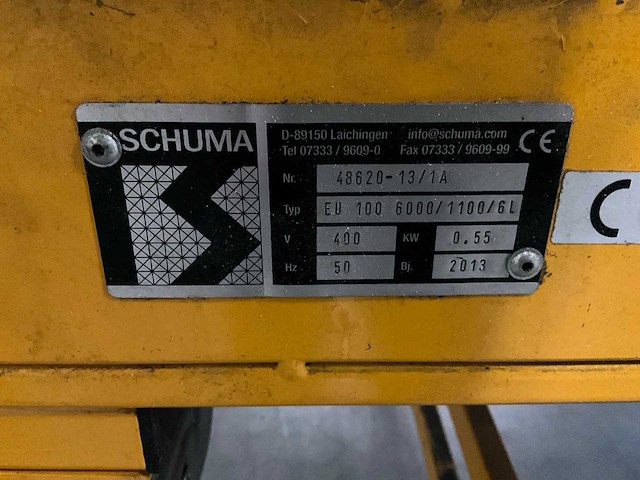 SCHUMA
D-89150 Laichingen info@schuma.com CE
Tel 07333 / 9609-0 Fax 07333 / 9609-99
Nr. 48620-13/1A
Typ EU 100 6000/1100/6L
V 400 KW 0.55
Hz 50 Bj. 2013
C